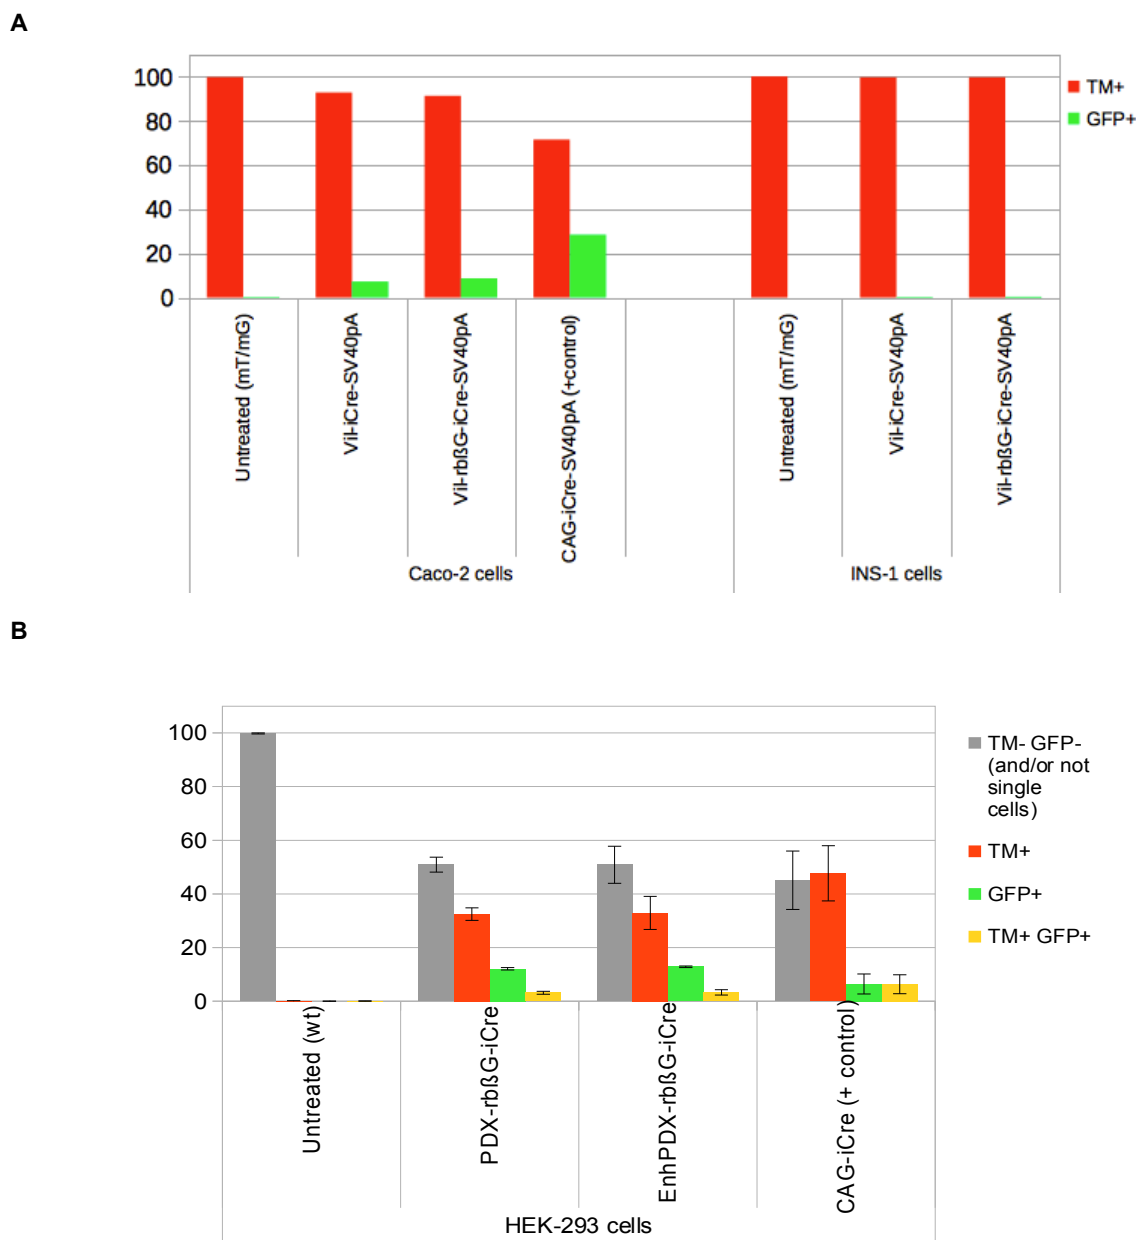 A
100
80
60
40
20
0
TM+
GFP+
Untreated (mT/mG)
Vil-iCre-SV40pA
Vil-rbßG-iCre-SV40pA
CAG-iCre-SV40pA (+control)
Untreated (mT/mG)
Vil-iCre-SV40pA
Vil-rbßG-iCre-SV40pA
Caco-2 cells
INS-1 cells
B
100
80
60
40
20
0
TM- GFP-
(and/or not
single
cells)
TM+
GFP+
TM+ GFP+
Untreated (wt)
PDX-rbßG-iCre
EnhPDX-rbßG-iCre
CAG-iCre (+ control)
HEK-293 cells